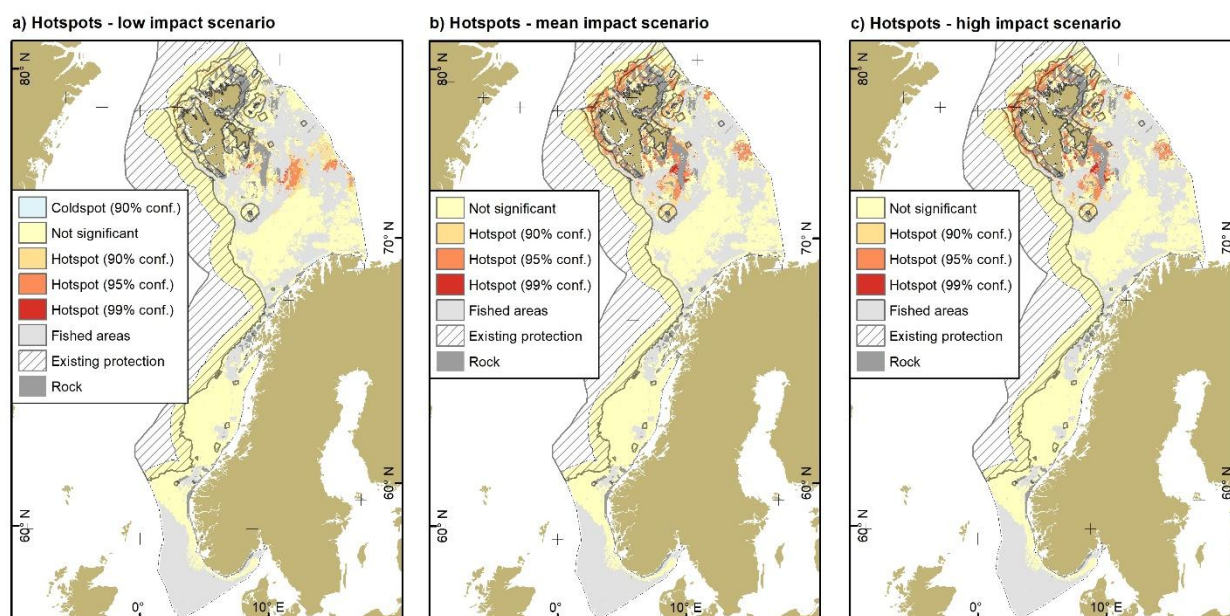 a) Hotspots - low impact scenario
80° N
70° N
60° N
60° N
0°
10° E
Coldspot (90% conf.)
Not significant
Hotspot (90% conf.)
Hotspot (95% conf.)
Hotspot (99% conf.)
Fished areas
Existing protection
Rock
b) Hotspots - mean impact scenario
80° N
70° N
60° N
60° N
0°
10° E
Not significant
Hotspot (90% conf.)
Hotspot (95% conf.)
Hotspot (99% conf.)
Fished areas
Existing protection
Rock
c) Hotspots - high impact scenario
80° N
70° N
60° N
60° N
0°
10° E
Not significant
Hotspot (90% conf.)
Hotspot (95% conf.)
Hotspot (99% conf.)
Fished areas
Existing protection
Rock